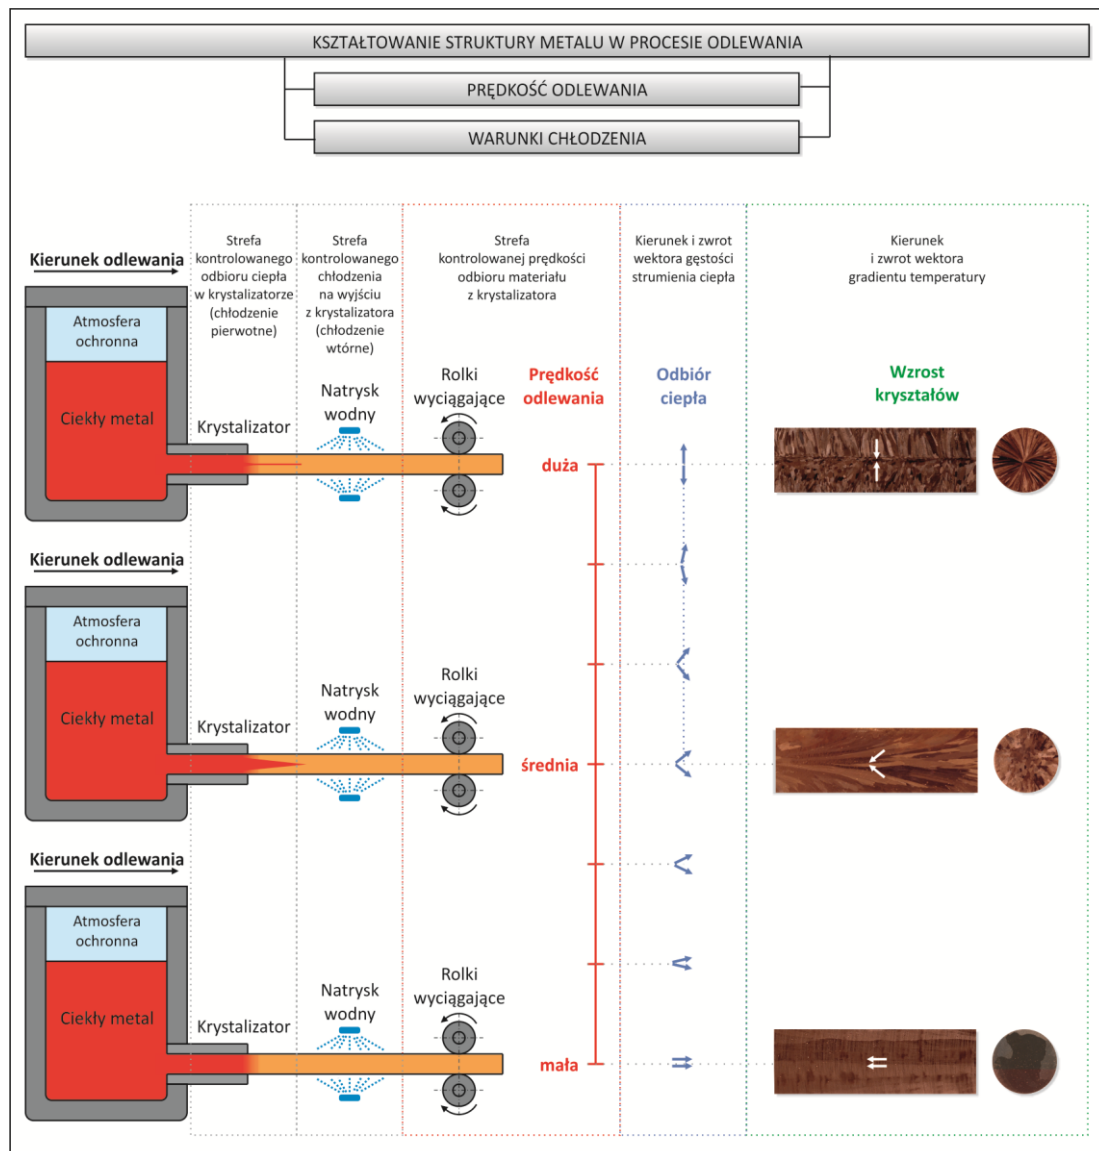 KSZTAŁTOWANIE STRUKTURY METALU W PROCESIE ODLEWANIA
PRĘDKOŚĆ ODLEWANIA
WARUNKI CHŁODZENIA
Kierunek odlewania
Strefa
kontrolowanego
odbioru ciepła
w krystalizatorze
(chłodzenie
pierwotne)
Strefa
kontrolowanego
chłodzenia
na wyjściu
z krystalizatora
(chłodzenie
wtórne)
Strefa
kontrolowanej prędkości
odbioru materiału
z krystalizatora
Kierunek i zwrot
wektora gęstości
strumienia ciepła
Kierunek
i zwrot wektora
gradientu temperatury
Atmosfera
ochronna
Ciekły metal
Krystalizator
Natrysk
wodny
Rolki
wyciągające
Prędkość
odlewania
Odbiór
ciepła
Wzrost
kryształów
duża
Kierunek odlewania
Atmosfera
ochronna
Ciekły metal
Krystalizator
Natrysk
wodny
Rolki
wyciągające
średnia
Kierunek odlewania
Atmosfera
ochronna
Ciekły metal
Krystalizator
Natrysk
wodny
Rolki
wyciągające
mała